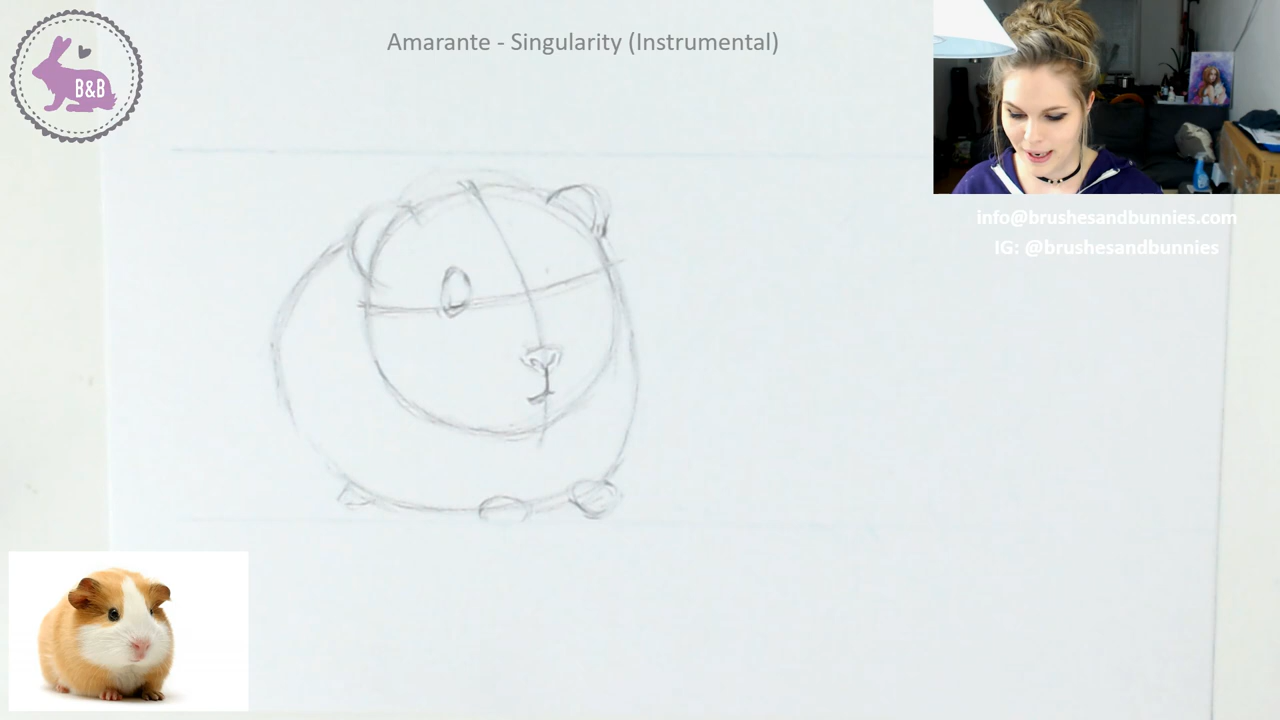 B&B
Amarante - Singularity (Instrumental)
info@brushesandbunnies.com
IG: @brushesandbunnies